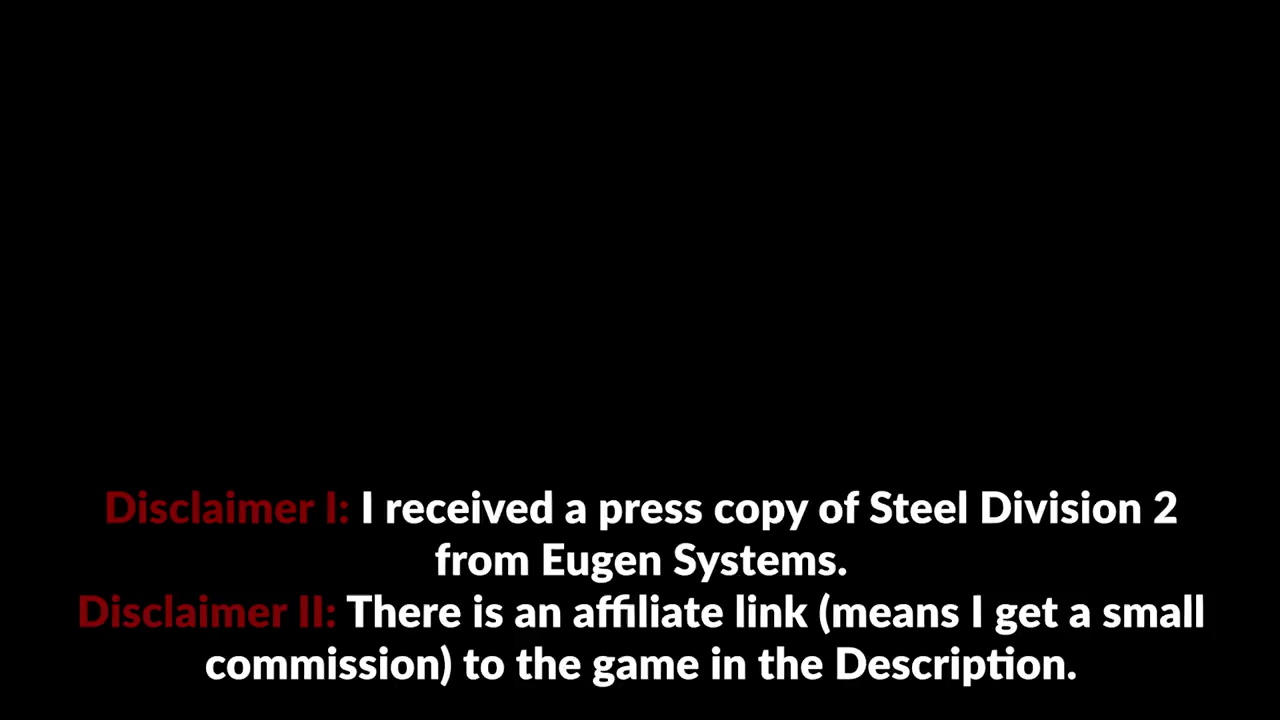 Disclaimer I: I received a press copy of Steel Division 2
from Eugen Systems.
Disclaimer II: There is an affiliate link (means I get a small
commission) to the game in the Description.